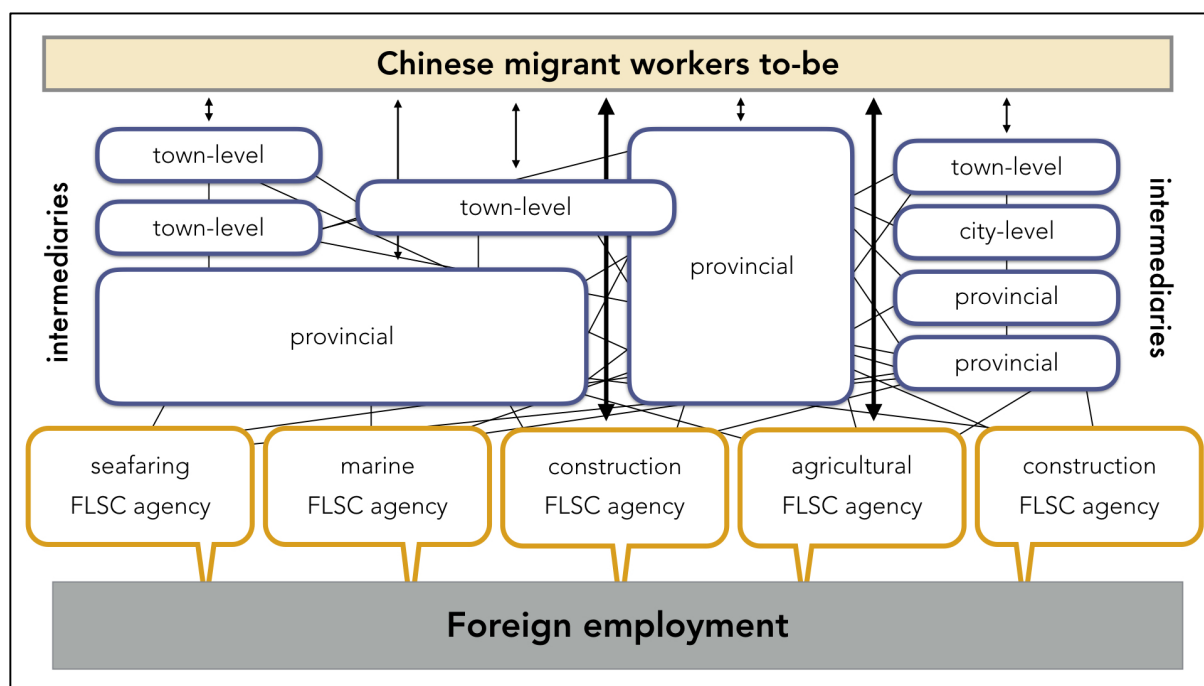 Chinese migrant workers to-be
town-level
town-level
town-level
provincial
provincial
town-level
city-level
provincial
provincial
intermediaries
intermediaries
seafaring
FLSC agency
marine
FLSC agency
construction
FLSC agency
agricultural
FLSC agency
construction
FLSC agency
Foreign employment